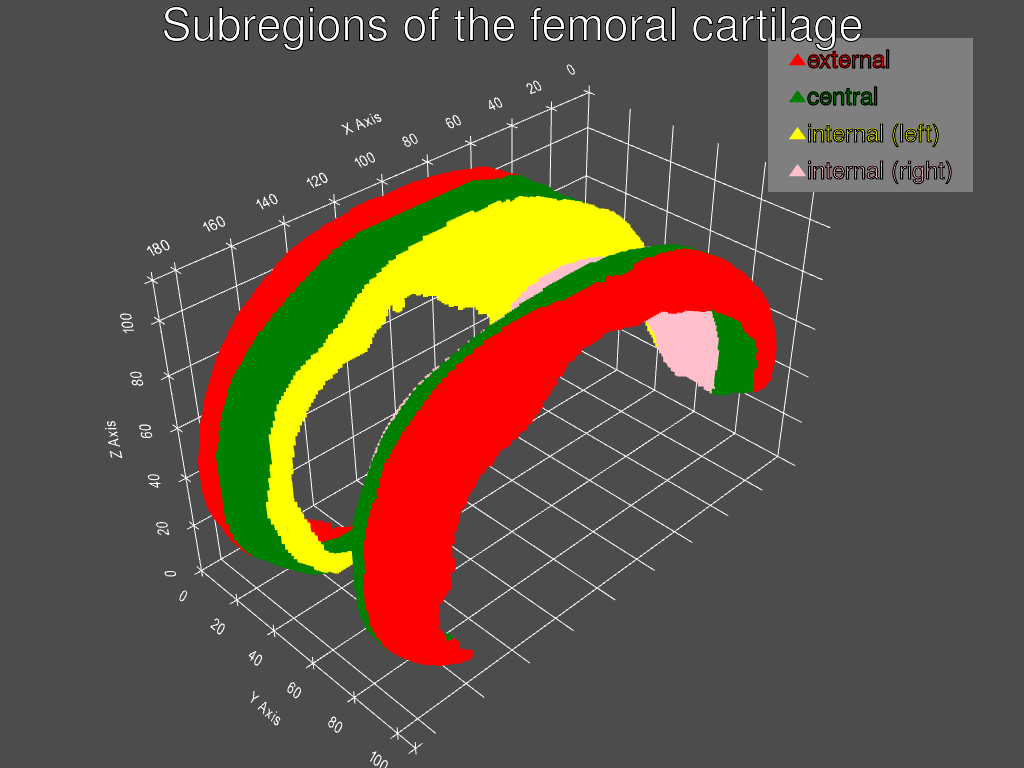 Subregions of the femoral cartilage
external
central
internal (left)
internal (right)
X Axis
180
160
140
120
100
80
60
40
20
0
Z Axis
100
80
60
40
20
0
Y Axis
0
20
40
60
80
100